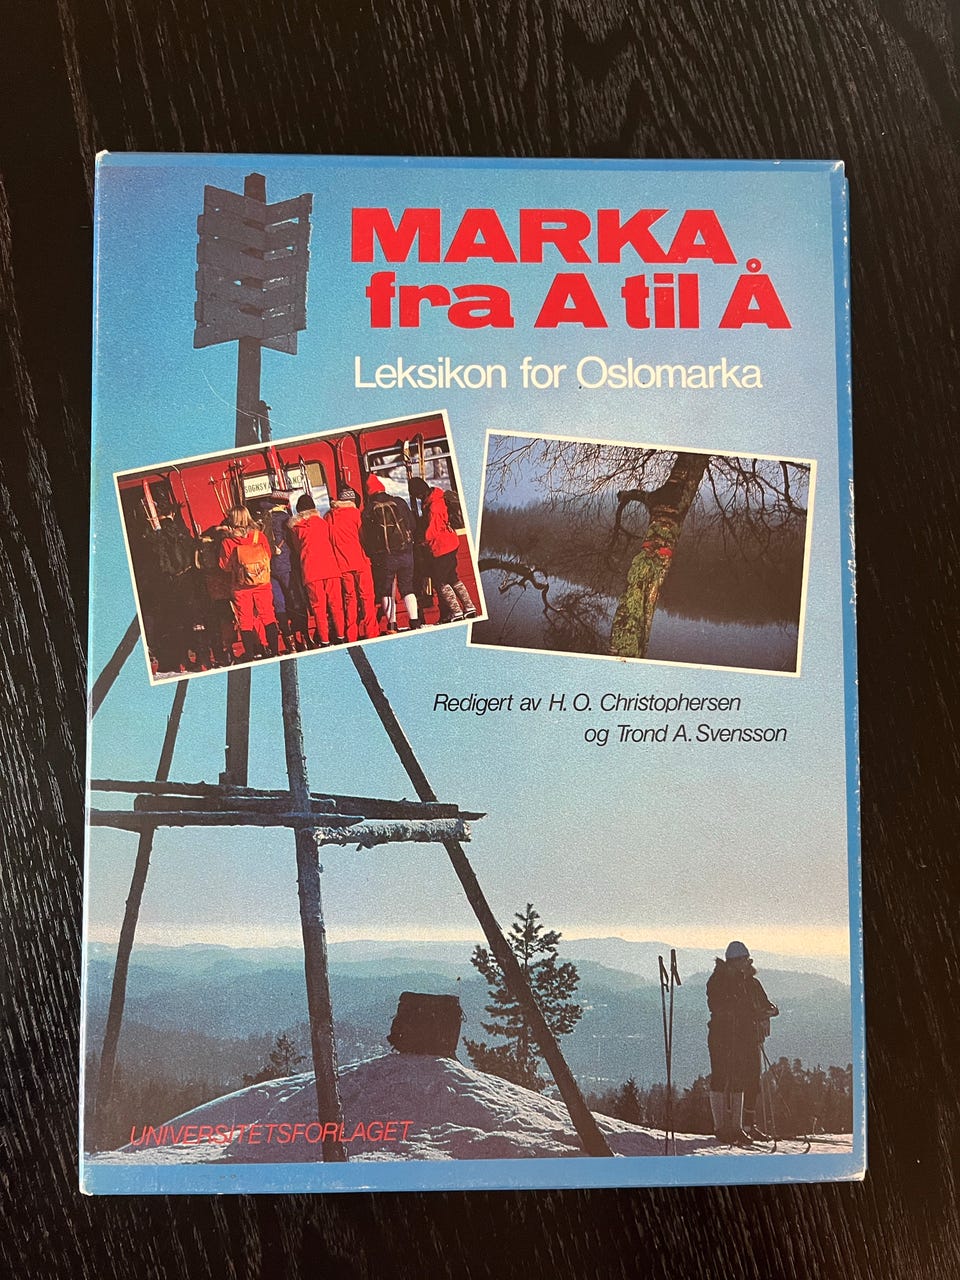 MARKA
fra A til Å
Leksikon for Oslomarka
Redigert av H. O. Christophersen
og Trond A. Svensson
UNIVERSITETSFORLAGET